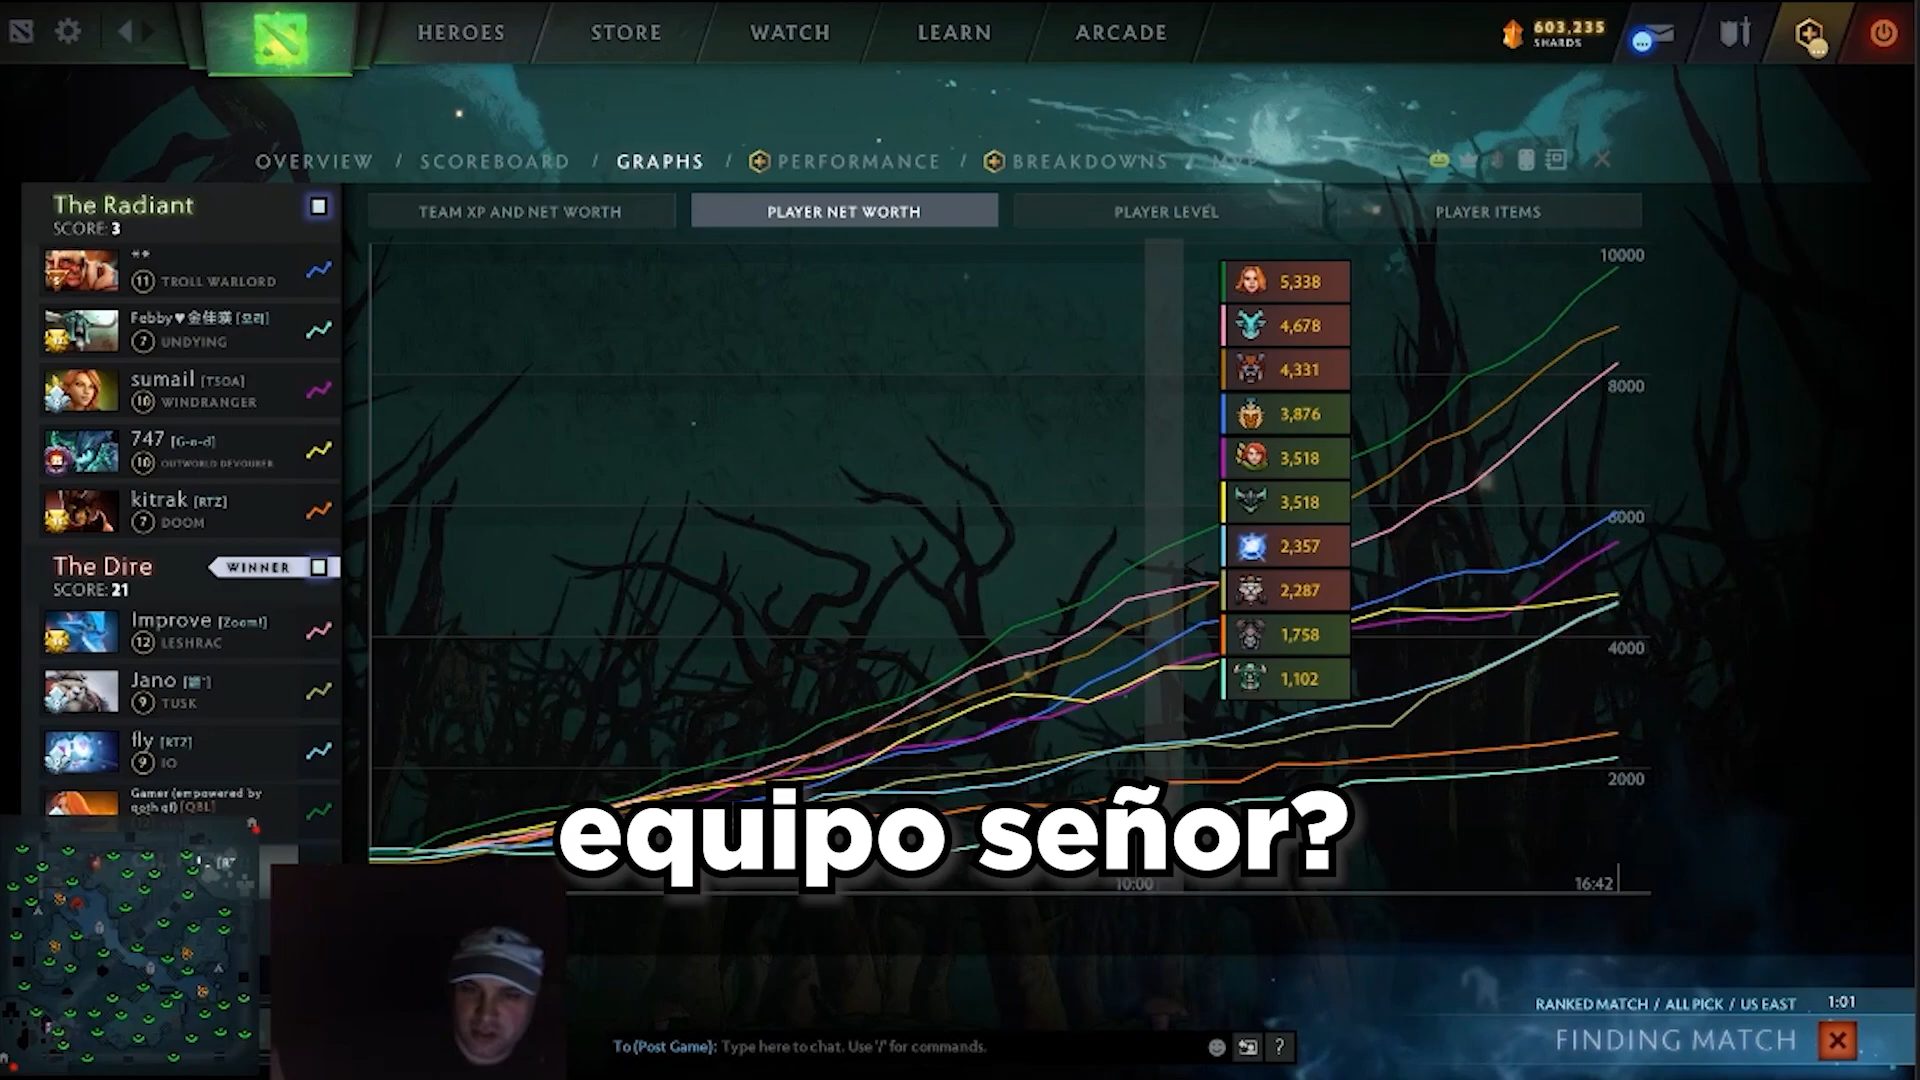 HEROES
STORE
WATCH
LEARN
ARCADE
603,235
SHARDS
OVERVIEW / SCOREBOARD / GRAPHS / PERFORMANCE / BREAKDOWNS / MVP
The Radiant
SCORE: 3
TEAM XP AND NET WORTH
PLAYER NET WORTH
PLAYER LEVEL
PLAYER ITEMS
**
11 TROLL WARLORD
Febby♥金佳漢 [모리]
7 UNDYING
sumail [TSOA]
10 WINDRANGER
747 [G-o-d]
10 OUTWORLD DEVOURER
kitrak [RTZ]
7 DOOM
The Dire
WINNER
SCORE: 21
Improve [Zoom!]
12 LESHRAC
Jano
9 TUSK
fly [RTZ]
9 IO
Gamer (empowered by
goth gf) [QBL]
5,338
4,678
4,331
3,876
3,518
3,518
2,357
2,287
1,758
1,102
10000
8000
6000
4000
2000
equipo señor?
10:00
16:42
To (Post Game): Type here to chat. Use '/' for commands.
?
RANKED MATCH / ALL PICK / US EAST 1:01
FINDING MATCH